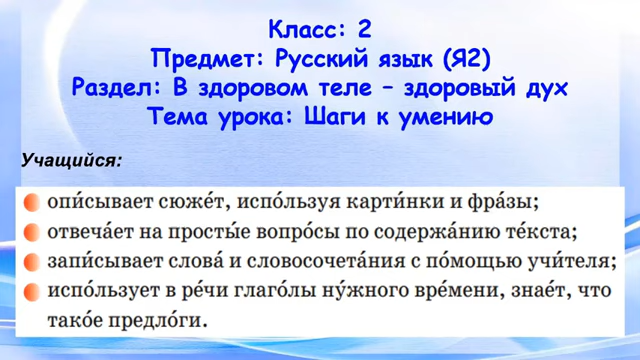 Класс: 2
Предмет: Русский язык (Я2)
Раздел: В здоровом теле – здоровый дух
Тема урока: Шаги к умению
Учащийся:
опи́сывает сюже́т, испо́льзуя карти́нки и фра́зы;
отвеча́ет на просты́е вопро́сы по содержа́нию те́кста;
запи́сывает слова́ и словосочета́ния с по́мощью учи́теля;
испо́льзует в ре́чи глаго́лы ну́жного вре́мени, зна́ет, что
тако́е предло́ги.